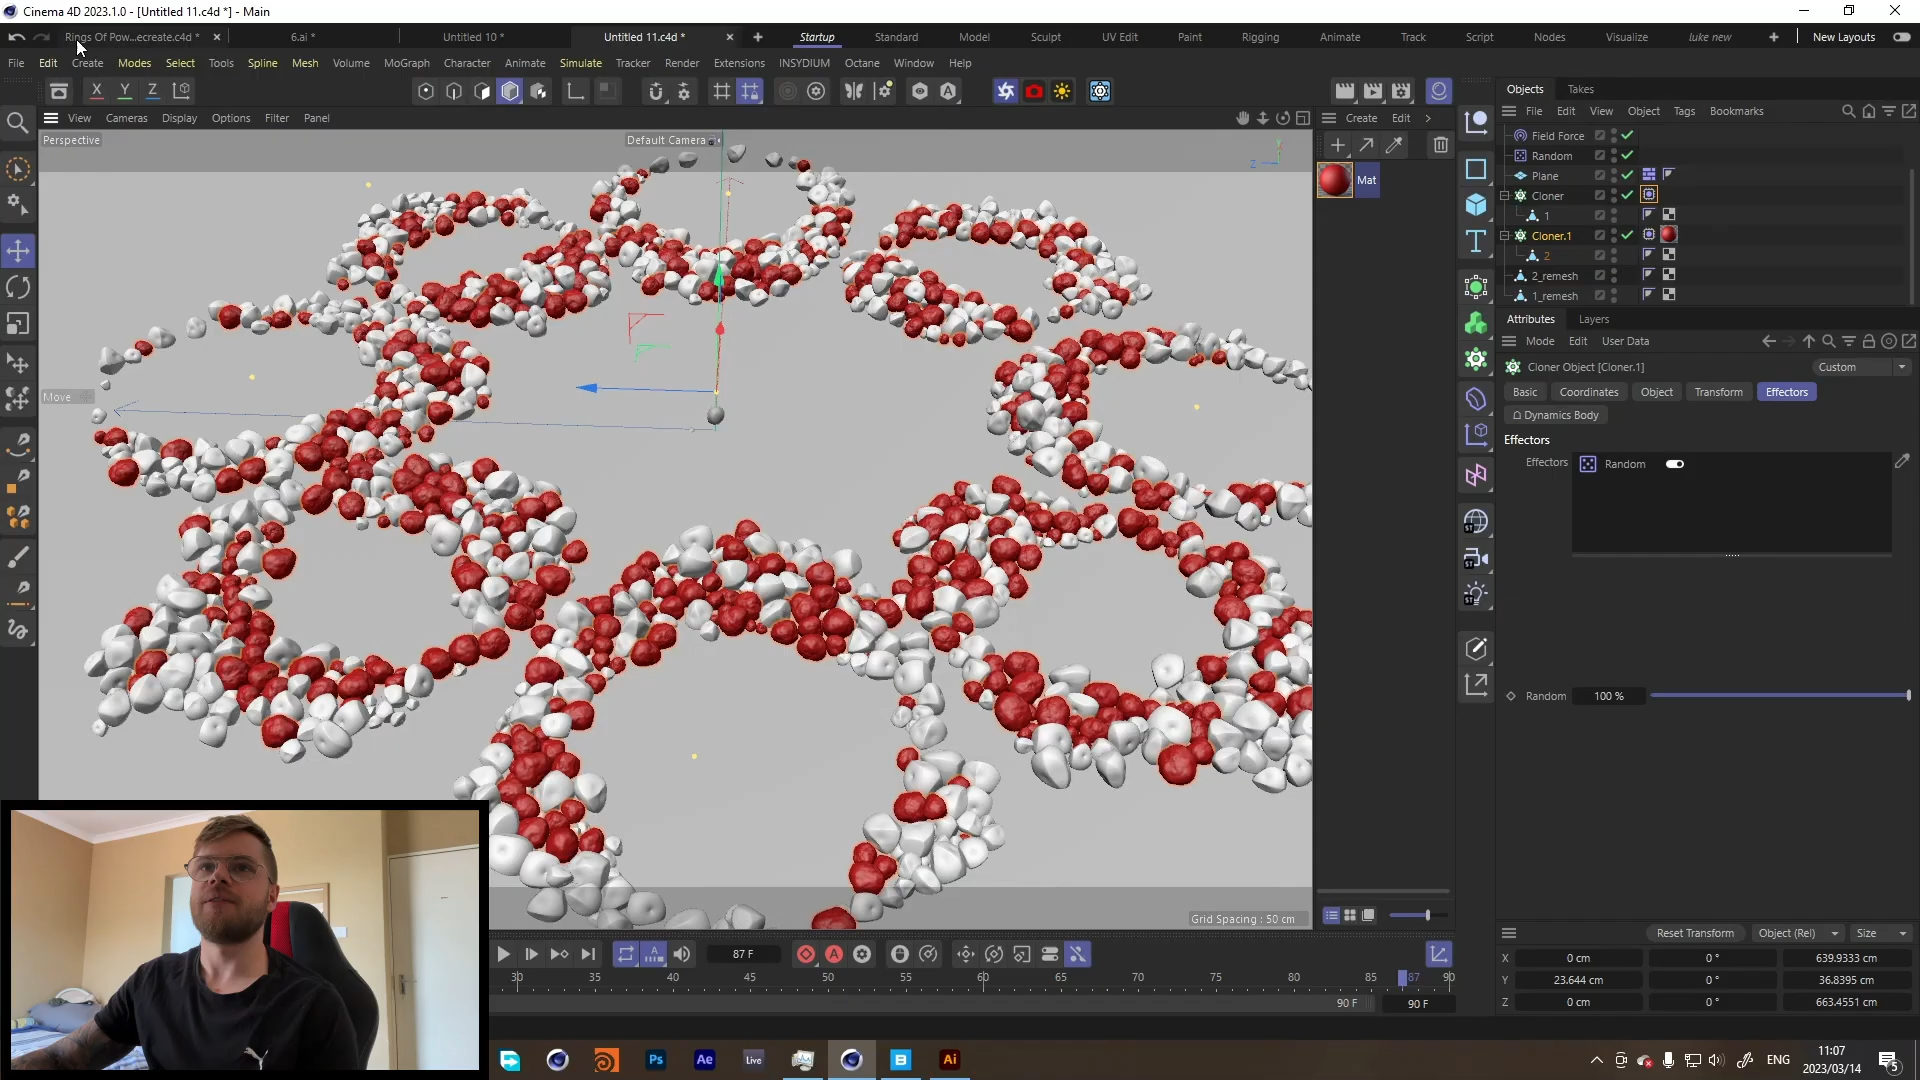 Cinema 4D 2023.1.0 - [Untitled 11.c4d *] - Main
Rings Of Pow...ecreate.c4d *
6.ai *
Untitled 10 *
Untitled 11.c4d *
Startup
Standard
Model
Sculpt
UV Edit
Paint
Rigging
Animate
Track
Script
Nodes
Visualize
luke new
New Layouts
File Edit Create Modes Select Tools Spline Mesh Volume MoGraph Character Animate Simulate Tracker Render Extensions INSYDIUM Octane Window Help
X Y Z
Objects Takes
View Cameras Display Options Filter Panel
Create Edit
File Edit View Object Tags Bookmarks
Perspective
Default Camera
Y
Z
Mat
Field Force
Random
Plane
Cloner
1
Cloner.1
2
2_remesh
1_remesh
Attributes Layers
Mode Edit User Data
Cloner Object [Cloner.1]
Custom
Basic Coordinates Object Transform Effectors
Dynamics Body
Effectors
Effectors
Random
Move
Random 100 %
Grid Spacing : 50 cm
Reset Transform Object (Rel) Size
87 F
30 35 40 45 50 55 60 65 70 75 80 85 87 90
90 F
90 F
X 0 cm 0 ° 639.9333 cm
Y 23.644 cm 0 ° 36.8395 cm
Z 0 cm 0 ° 663.4551 cm
Ps
Ae
Live
Ai
ENG
11:07
2023/03/14
5